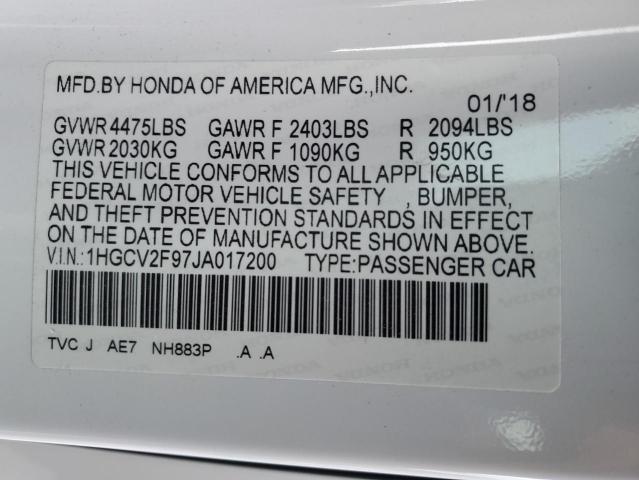 MFD.BY HONDA OF AMERICA MFG.,INC.
01/'18
GVWR 4475LBS GAWR F 2403LBS R 2094LBS
GVWR 2030KG GAWR F 1090KG R 950KG
THIS VEHICLE CONFORMS TO ALL APPLICABLE
FEDERAL MOTOR VEHICLE SAFETY , BUMPER,
AND THEFT PREVENTION STANDARDS IN EFFECT
ON THE DATE OF MANUFACTURE SHOWN ABOVE.
V.I.N.:1HGCV2F97JA017200 TYPE:PASSENGER CAR
TVC J AE7 NH883P .A .A